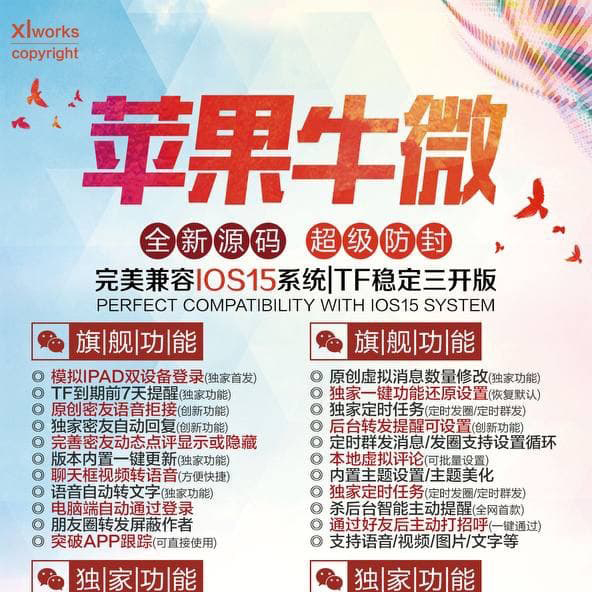 XIworks
copyright
苹果牛微
全新源码 超级防封
完美兼容IOS15系统|TF稳定三开版
PERFECT COMPATIBILITY WITH IOS15 SYSTEM
旗|舰|功|能
◎ 模拟IPAD双设备登录(独家首发)
◎ TF到期前7天提醒(独家功能)
◎ 原创密友语音拒接(创新功能)
◎ 独家密友自动回复(创新功能)
◎ 完善密友动态点评显示或隐藏
◎ 版本内置一键更新(独家功能)
◎ 聊天框视频转语音(方便快捷)
◎ 语音自动转文字(独家功能)
◎ 电脑端自动通过登录
◎ 朋友圈转发屏蔽作者
◎ 突破APP跟踪(可直接使用)
旗|舰|功|能
◎ 原创虚拟消息数量修改(独家功能)
◎ 独家一键功能还原设置(恢复默认)
◎ 独家定时任务(定时发圈/定时群发)
◎ 后台转发提醒可设置(创新功能)
◎ 定时群发消息/发圈支持设置循环
◎ 本地虚拟评论(可批量设置)
◎ 内置主题设置/主题美化
◎ 独家定时任务(定时发圈/定时群发)
◎ 杀后台智能主动提醒(全网首款)
◎ 通过好友后主动打招呼(一键通过)
◎ 支持语音/视频/图片/文字等
独|家|功|能
独|家|功|能